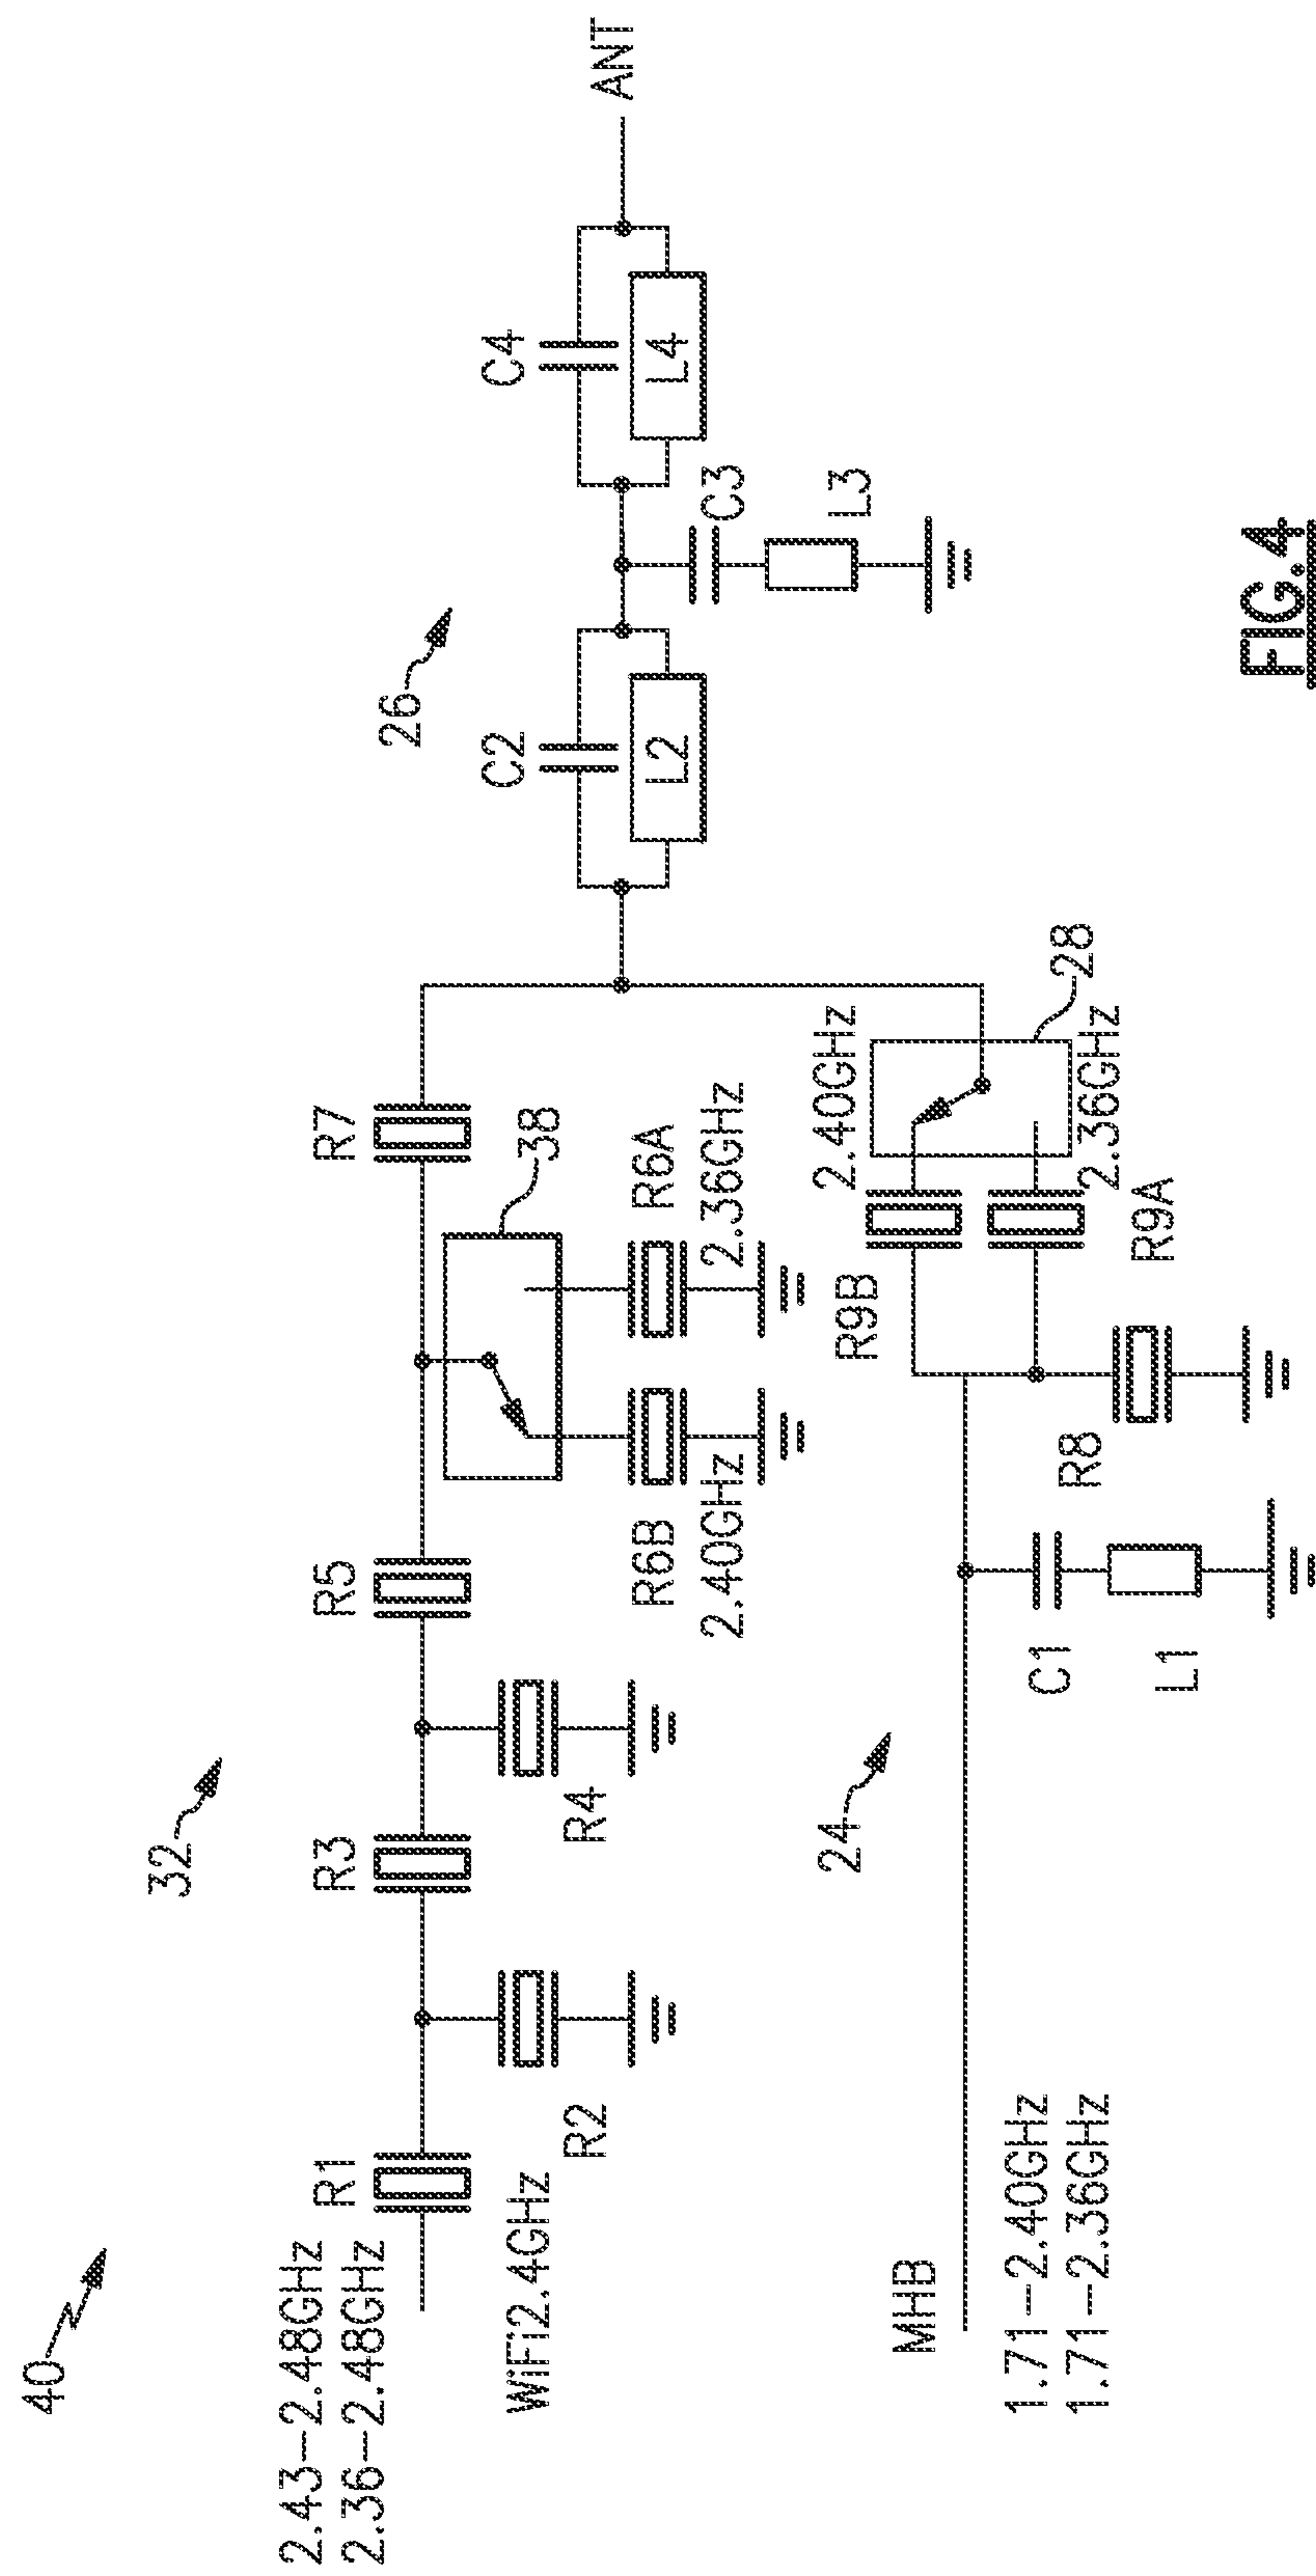 40
2.43–2.48GHz
2.36–2.48GHz
WiFi2.4GHz
R1
R2
32
R3
R4
R5
R6B
2.40GHz
38
R6A
2.36GHz
R7
MHB
1.71–2.40GHz
1.71–2.36GHz
24
C1
L1
R8
R9B
2.40GHz
R9A
2.36GHz
28
26
C2
L2
C3
L3
C4
L4
ANT
FIG.4